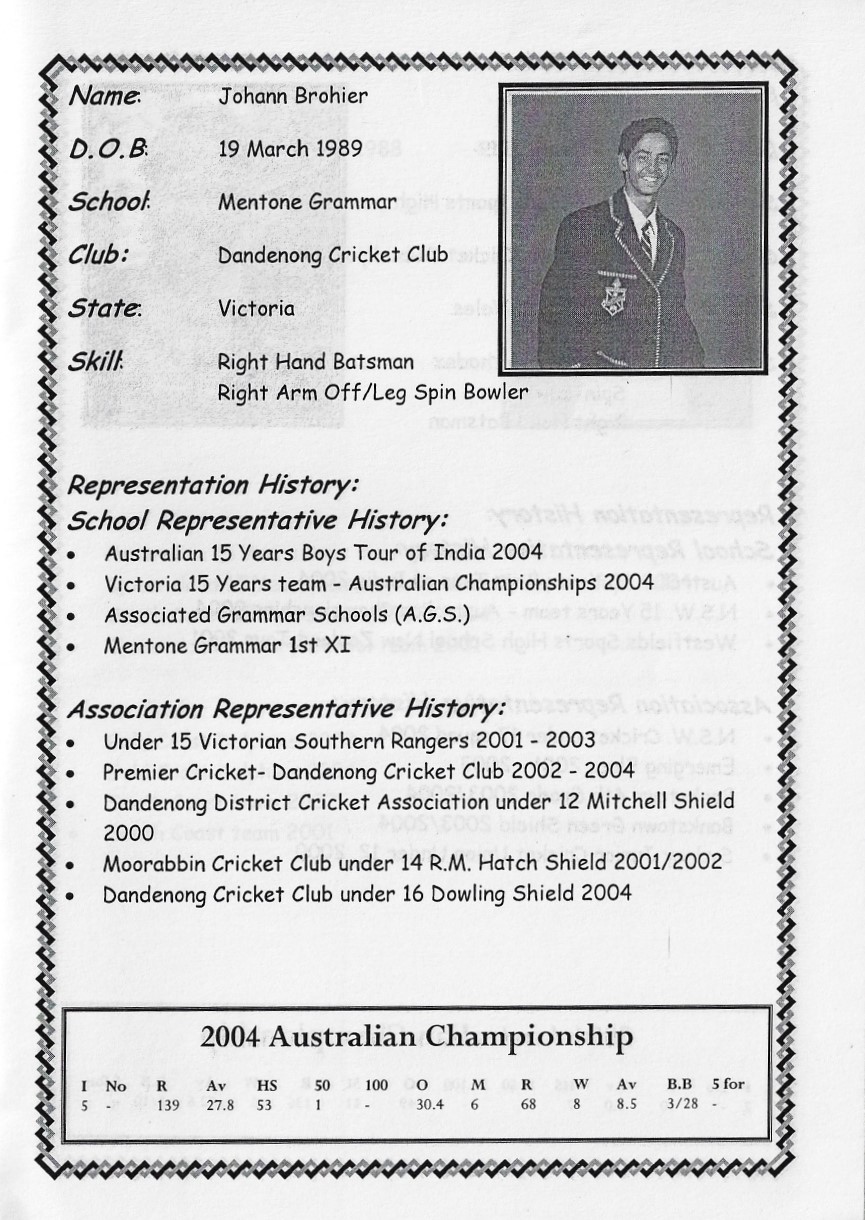 Name: Johann Brohier
D.O.B: 19 March 1989
School: Mentone Grammar
Club: Dandenong Cricket Club
State: Victoria
Skill: Right Hand Batsman
Right Arm Off/Leg Spin Bowler
Representation History:
School Representative History:
• Australian 15 Years Boys Tour of India 2004
• Victoria 15 Years team - Australian Championships 2004
• Associated Grammar Schools (A.G.S.)
• Mentone Grammar 1st XI
Association Representative History:
• Under 15 Victorian Southern Rangers 2001 - 2003
• Premier Cricket- Dandenong Cricket Club 2002 - 2004
• Dandenong District Cricket Association under 12 Mitchell Shield
2000
• Moorabbin Cricket Club under 14 R.M. Hatch Shield 2001/2002
• Dandenong Cricket Club under 16 Dowling Shield 2004
2004 Australian Championship
I No R Av HS 50 100 O M R W Av B.B 5 for
5 - 139 27.8 53 1 - 30.4 6 68 8 8.5 3/28 -